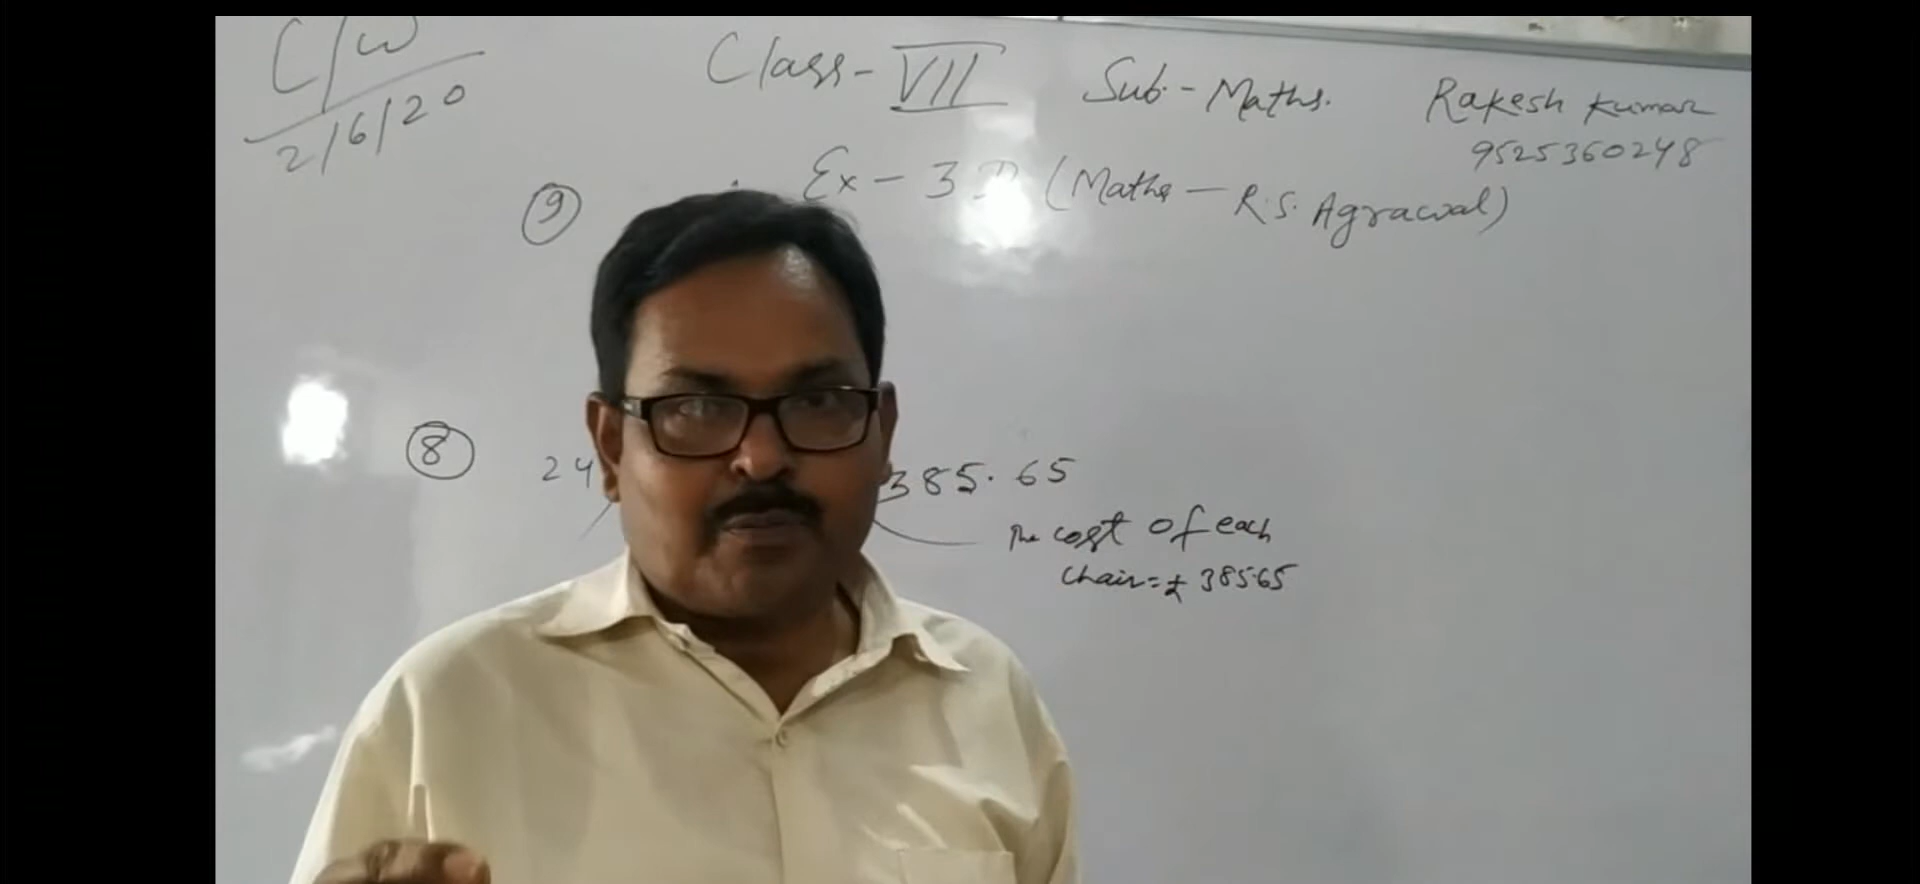 C/W
2/6/20
Class - VII Sub. - Maths. Rakesh Kumar
9525360248
Ex - 3D (Maths - R.S. Agrawal)
9
8 24 385.65
The cost of each
chair = ₹ 385.65